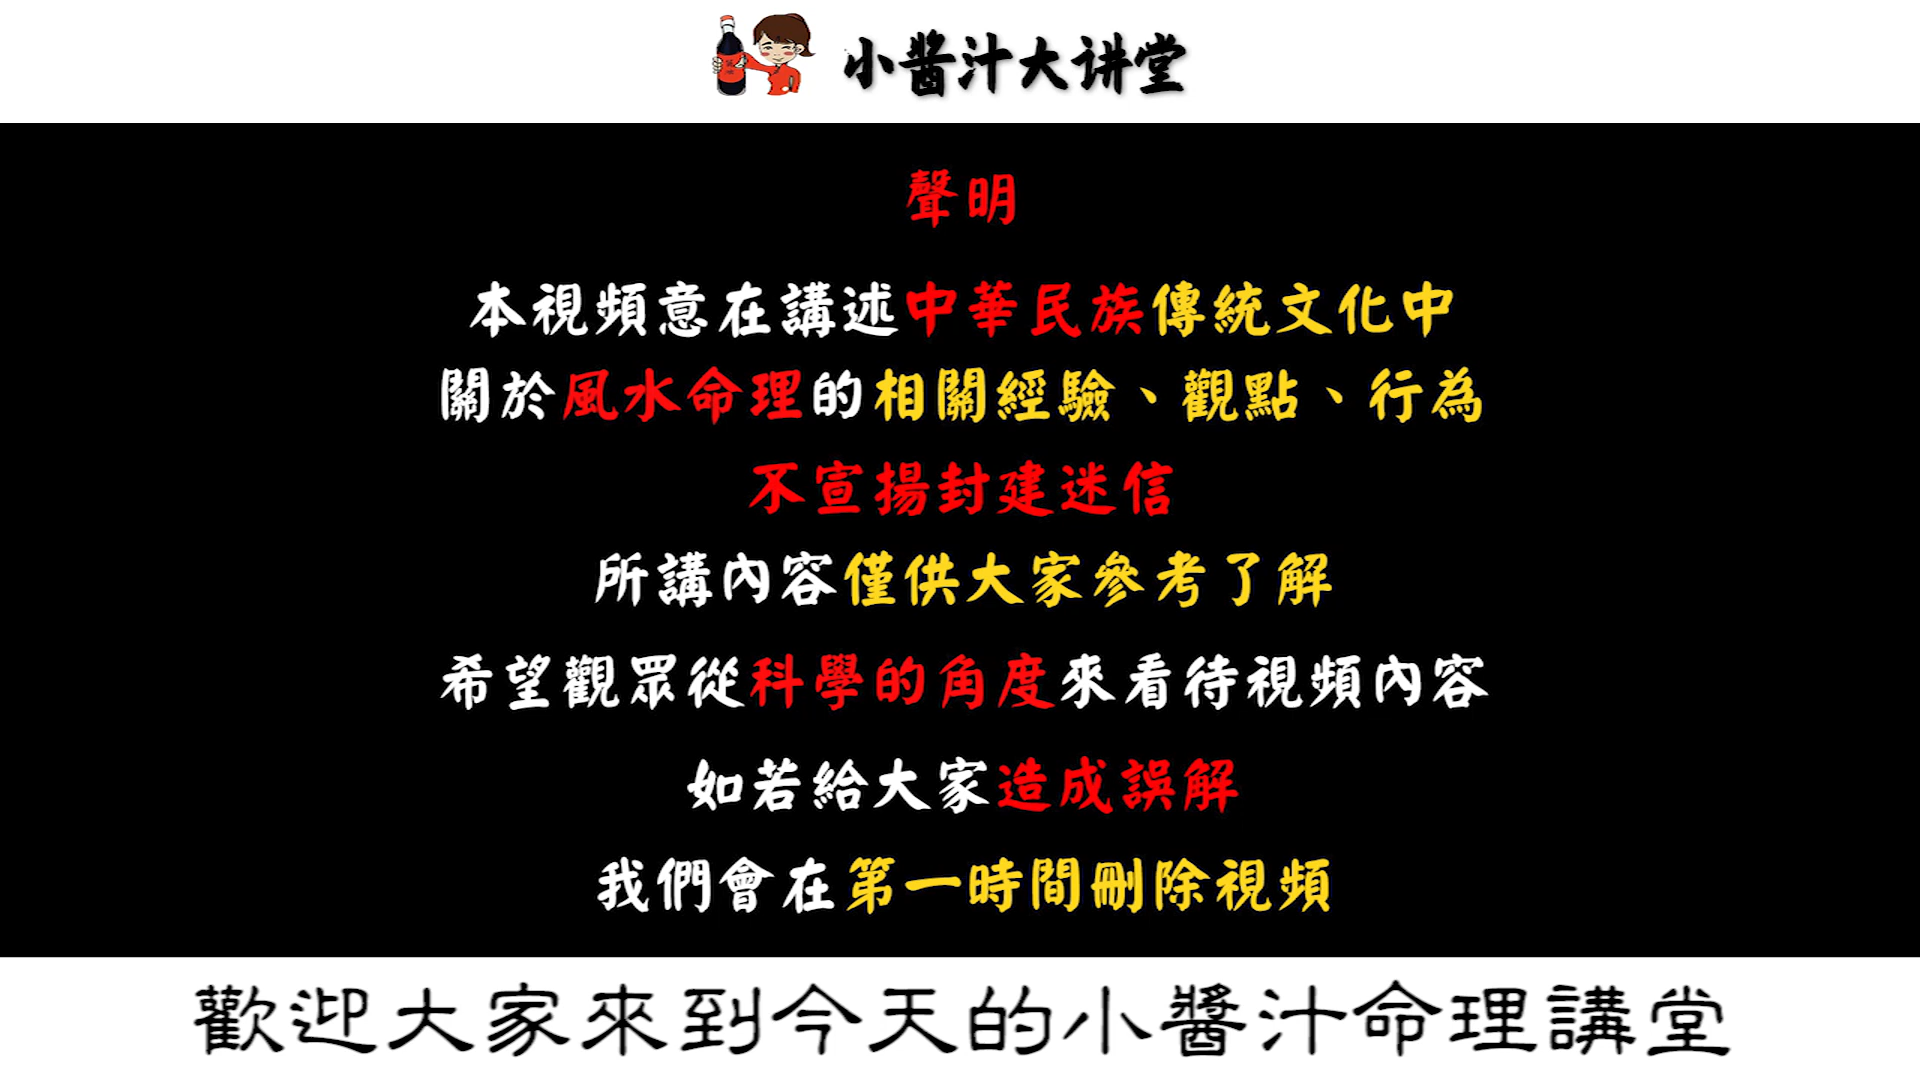 小酱汁大讲堂
聲明
本視頻意在講述中華民族傳統文化中
關於風水命理的相關經驗、觀點、行為
不宣揚封建迷信
所講內容僅供大家參考了解
希望觀眾從科學的角度來看待視頻內容
如若給大家造成誤解
我們會在第一時間刪除視頻
歡迎大家來到今天的小醬汁命理講堂